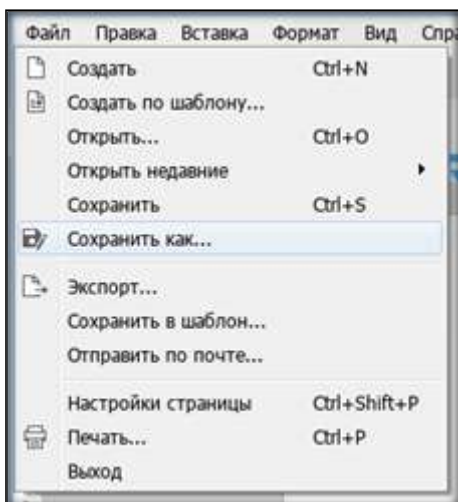 Файл Правка Вставка Формат Вид
Создать Ctrl+N
Создать по шаблону...
Открыть... Ctrl+O
Открыть недавние
Сохранить Ctrl+S
Сохранить как...
Экспорт...
Сохранить в шаблон...
Отправить по почте...
Настройки страницы Ctrl+Shift+P
Печать... Ctrl+P
Выход